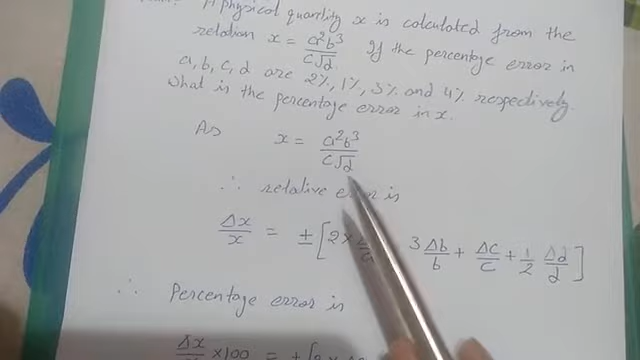 A physical quantity x is calculated from the
relation x = a²b³/c√d. If the percentage error in
a, b, c, d are 2%, 1%, 3% and 4% respectively.
what is the percentage error in x.
As x = a²b³/c√d
∴ relative error is
Δx/x = ± [2 × 3 Δb/b + Δc/c + 1/2 Δd/d]
∴ Percentage error is
Δx × 100 = ±